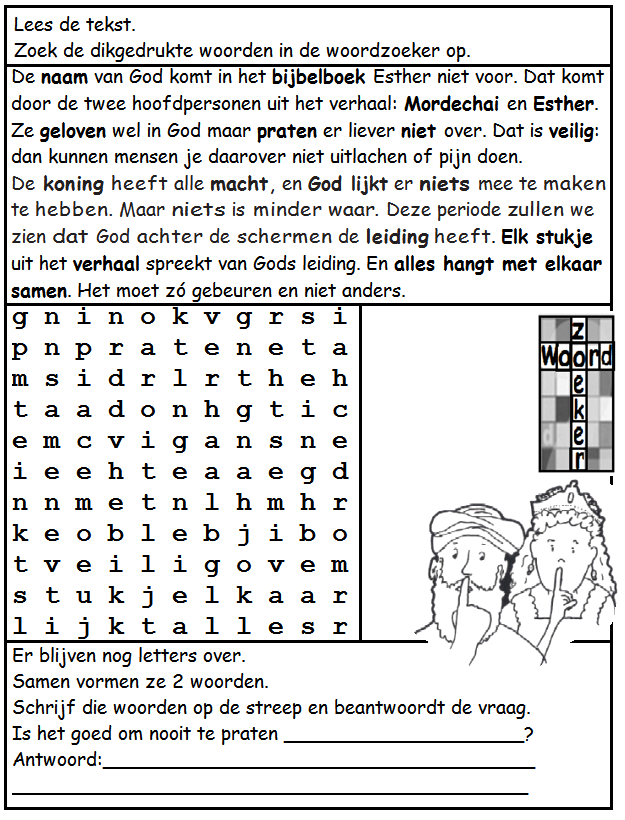 Lees de tekst.
Zoek de dikgedrukte woorden in de woordzoeker op.
De naam van God komt in het bijbelboek Esther niet voor. Dat komt
door de twee hoofdpersonen uit het verhaal: Mordechai en Esther.
Ze geloven wel in God maar praten er liever niet over. Dat is veilig:
dan kunnen mensen je daarover niet uitlachen of pijn doen.
De koning heeft alle macht, en God lijkt er niets mee te maken
te hebben. Maar niets is minder waar. Deze periode zullen we
zien dat God achter de schermen de leiding heeft. Elk stukje
uit het verhaal spreekt van Gods leiding. En alles hangt met elkaar
samen. Het moet zó gebeuren en niet anders.
g n i n o k v g r s i
p n p r a t e n e t a
m s i d r l r t h e h
t a a d o n h g t i c
e m c v i g a n s n e
i e e h t e a a e g d
n n m e t n l h m h r
k e o b l e b j i b o
t v e i l i g o v e m
s t u k j e l k a a r
l i j k t a l l e s r
zoeker
Woord
Er blijven nog letters over.
Samen vormen ze 2 woorden.
Schrijf die woorden op de streep en beantwoordt de vraag.
Is het goed om nooit te praten ______________________?
Antwoord:________________________________________